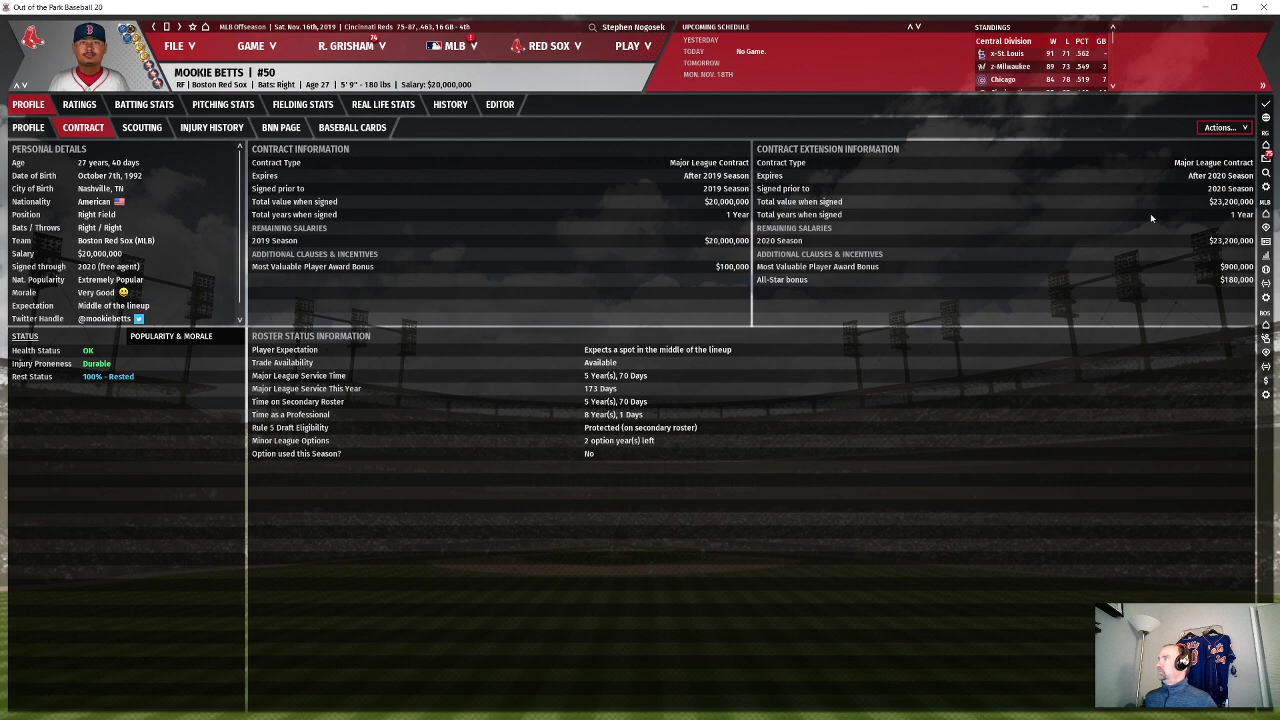 Out of the Park Baseball 20
MLB Offseason | Sat. Nov. 16th, 2019 | Cincinnati Reds 75-87, .463, 16 GB - 4th
Stephen Nogosek
FILE GAME R. GRISHAM 74 MLB ! RED SOX PLAY
MOOKIE BETTS | #50
RF | Boston Red Sox | Bats: Right | Age 27 | 5' 9" - 180 lbs | Salary: $20,000,000
UPCOMING SCHEDULE
YESTERDAY
TODAY No Game.
TOMORROW
MON. NOV. 18TH
STANDINGS
Central Division W L PCT GB
x-St.Louis 91 71 .562 -
z-Milwaukee 89 73 .549 2
Chicago 84 78 .519 7
PROFILE RATINGS BATTING STATS PITCHING STATS FIELDING STATS REAL LIFE STATS HISTORY EDITOR
PROFILE CONTRACT SCOUTING INJURY HISTORY BNN PAGE BASEBALL CARDS
Actions...
PERSONAL DETAILS
Age 27 years, 40 days
Date of Birth October 7th, 1992
City of Birth Nashville, TN
Nationality American
Position Right Field
Bats / Throws Right / Right
Team Boston Red Sox (MLB)
Salary $20,000,000
Signed through 2020 (free agent)
Nat. Popularity Extremely Popular
Morale Very Good
Expectation Middle of the lineup
Twitter Handle @mookiebetts
CONTRACT INFORMATION
Contract Type Major League Contract
Expires After 2019 Season
Signed prior to 2019 Season
Total value when signed $20,000,000
Total years when signed 1 Year
REMAINING SALARIES
2019 Season $20,000,000
ADDITIONAL CLAUSES & INCENTIVES
Most Valuable Player Award Bonus $100,000
CONTRACT EXTENSION INFORMATION
Contract Type Major League Contract
Expires After 2020 Season
Signed prior to 2020 Season
Total value when signed $23,200,000
Total years when signed 1 Year
REMAINING SALARIES
2020 Season $23,200,000
ADDITIONAL CLAUSES & INCENTIVES
Most Valuable Player Award Bonus $900,000
All-Star bonus $180,000
STATUS POPULARITY & MORALE
Health Status OK
Injury Proneness Durable
Rest Status 100% - Rested
ROSTER STATUS INFORMATION
Player Expectation Expects a spot in the middle of the lineup
Trade Availability Available
Major League Service Time 5 Year(s), 70 Days
Major League Service This Year 173 Days
Time on Secondary Roster 5 Year(s), 70 Days
Time as a Professional 8 Year(s), 1 Days
Rule 5 Draft Eligibility Protected (on secondary roster)
Minor League Options 2 option year(s) left
Option used this Season? No
RG
MLB
BOS